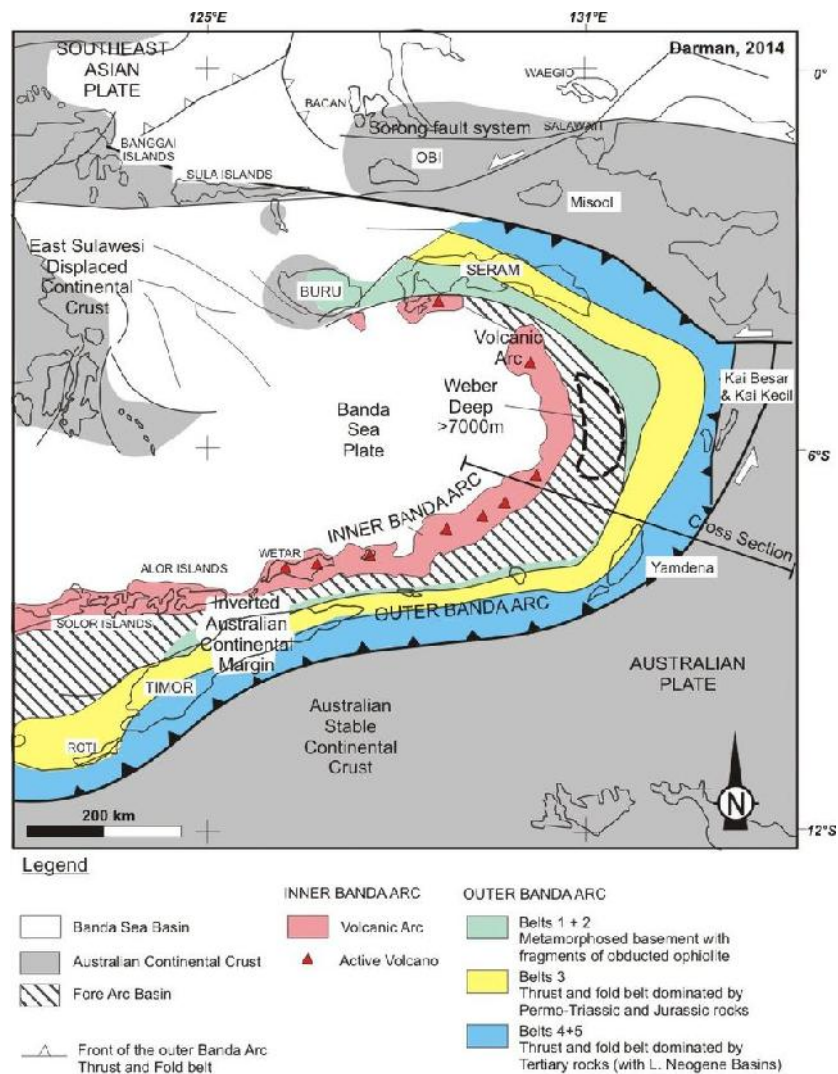 125°E
131°E
SOUTHEAST
ASIAN
PLATE
Darman, 2014
0°
WAEGIO
BACAN
Sorong fault system
SALAWATI
BANGGAI
ISLANDS
OBI
SULA ISLANDS
Misool
East Sulawesi
Displaced
Continental
Crust
SERAM
BURU
Volcanic
Arc
Kai Besar
& Kai Kecil
Weber
Deep
>7000m
Banda
Sea
Plate
6°S
INNER BANDA ARC
Cross Section
WETAR
ALOR ISLANDS
Yamdena
SOLOR ISLANDS
Inverted
Australian
Continental
Margin
OUTER BANDA ARC
TIMOR
AUSTRALIAN
PLATE
Australian
Stable
Continental
Crust
ROTI
200 km
N
12°S
Legend
INNER BANDA ARC
OUTER BANDA ARC
Banda Sea Basin
Australian Continental Crust
Fore Arc Basin
Front of the outer Banda Arc
Thrust and Fold belt
Volcanic Arc
Active Volcano
Belts 1 + 2
Metamorphosed basement with
fragments of obducted ophiolite
Belts 3
Thrust and fold belt dominated by
Permo-Triassic and Jurassic rocks
Belts 4+5
Thrust and fold belt dominated by
Tertiary rocks (with L. Neogene Basins)